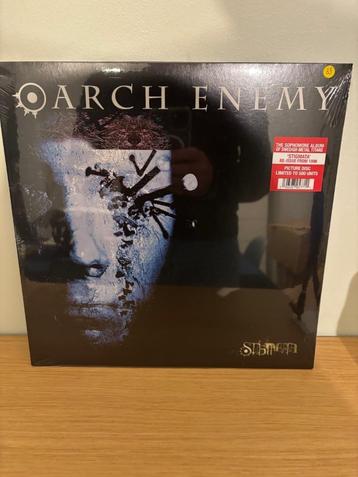 ARCH ENEMY
THE SOPHOMORE ALBUM
OF SWEDISH METAL TITANS
'STIGMATA'
RE-ISSUE FROM 1998
PICTURE DISC
LIMITED TO 500 UNITS